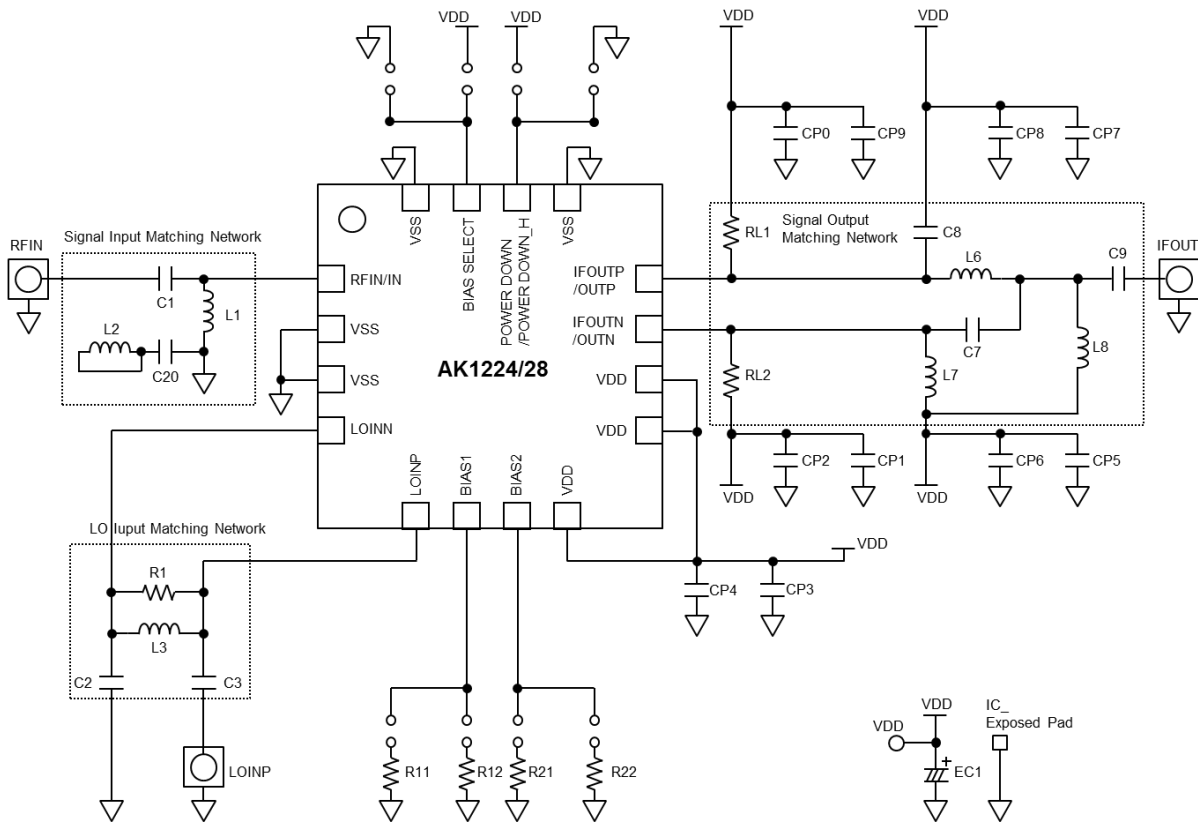 VDD
VDD
VDD
VDD
CP0
CP9
CP8
CP7
VSS
BIAS SELECT
POWER DOWN
/POWER DOWN_H
VSS
Signal Input Matching Network
RFIN
C1
L1
L2
C20
RFIN/IN
VSS
VSS
LOINN
AK1224/28
IFOUTP
/OUTP
IFOUTN
/OUTN
VDD
VDD
LOINP
BIAS1
BIAS2
VDD
Signal Output
Matching Network
RL1
C8
L6
C9
IFOUT
C7
L8
RL2
L7
CP2
CP1
CP6
CP5
VDD
VDD
LO Iuput Matching Network
R1
L3
C2
C3
LOINP
VDD
CP4
CP3
R11
R12
R21
R22
VDD
VDD
EC1
IC_
Exposed Pad